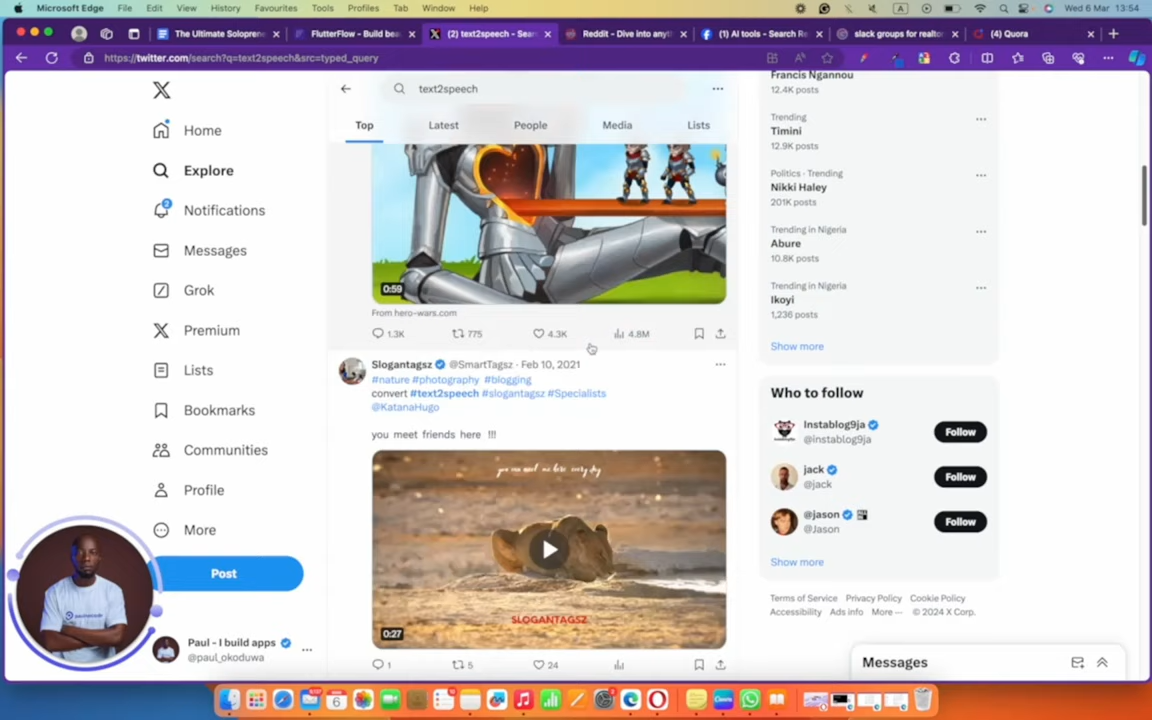 Microsoft Edge File Edit View History Favourites Tools Profiles Tab Window Help
Wed 6 Mar 13:54
The Ultimate Soloprene
FlutterFlow - Build bea
(2) text2speech - Sear
Reddit - Dive into anyt
(1) AI tools - Search Re
slack groups for realtor
(4) Quora
https://twitter.com/search?q=text2speech&src=typed_query
Home
Explore
2
Notifications
Messages
Grok
Premium
Lists
Bookmarks
Communities
Profile
More
Post
Paul - I build apps
@paul_okoduwa
text2speech
Top
Latest
People
Media
Lists
0:59
From hero-wars.com
1.3K
775
4.3K
4.8M
Slogantagsz @SmartTagsz · Feb 10, 2021
#nature #photography #blogging
convert #text2speech #slogantagsz #Specialists
@KatanaHugo
you meet friends here !!!
SLOGANTAGSZ
0:27
1
5
24
Francis Ngannou
12.4K posts
Trending
Timini
12.9K posts
Politics · Trending
Nikki Haley
201K posts
Trending in Nigeria
Abure
10.8K posts
Trending in Nigeria
Ikoyi
1,236 posts
Show more
Who to follow
Instablog9ja
@instablog9ja
Follow
jack
@jack
Follow
@jason
@Jason
Follow
Show more
Terms of Service Privacy Policy Cookie Policy
Accessibility Ads info More ··· © 2024 X Corp.
Messages